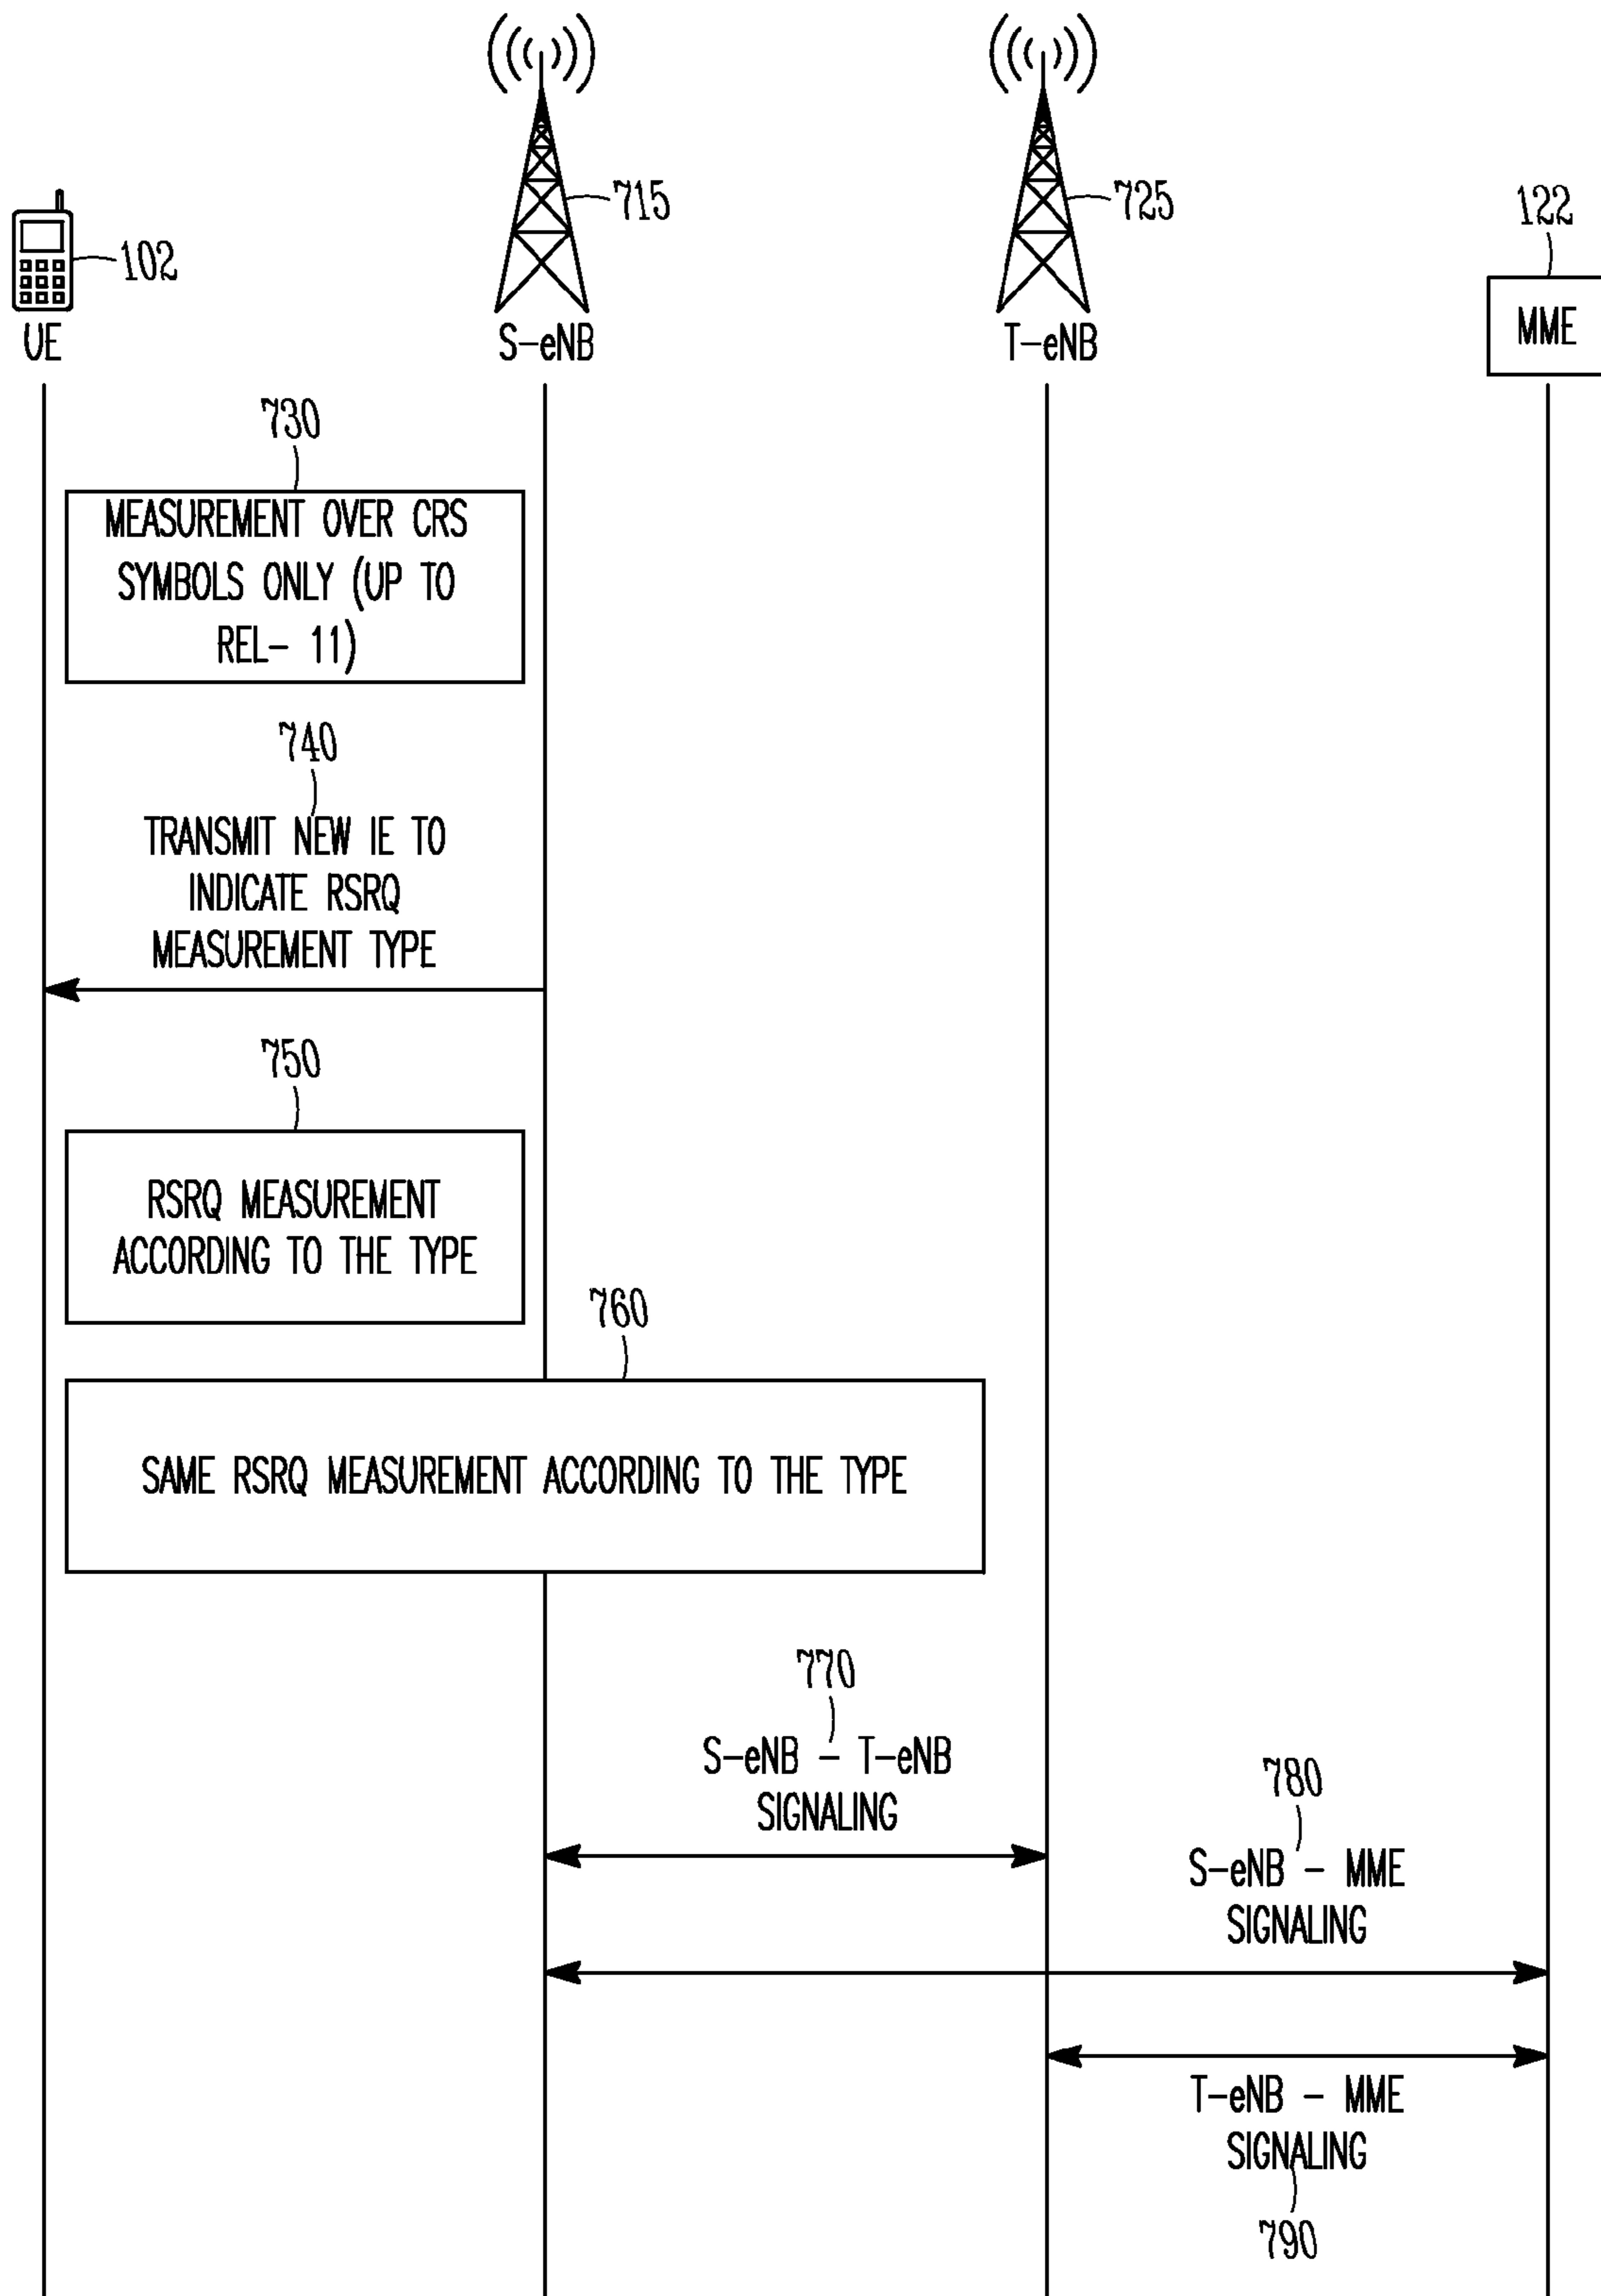 715
725
122
102
UE
S-eNB
T-eNB
MME
730
MEASUREMENT OVER CRS
SYMBOLS ONLY (UP TO
REL- 11)
740
TRANSMIT NEW IE TO
INDICATE RSRQ
MEASUREMENT TYPE
750
RSRQ MEASUREMENT
ACCORDING TO THE TYPE
760
SAME RSRQ MEASUREMENT ACCORDING TO THE TYPE
770
S-eNB - T-eNB
SIGNALING
780
S-eNB - MME
SIGNALING
T-eNB - MME
SIGNALING
790